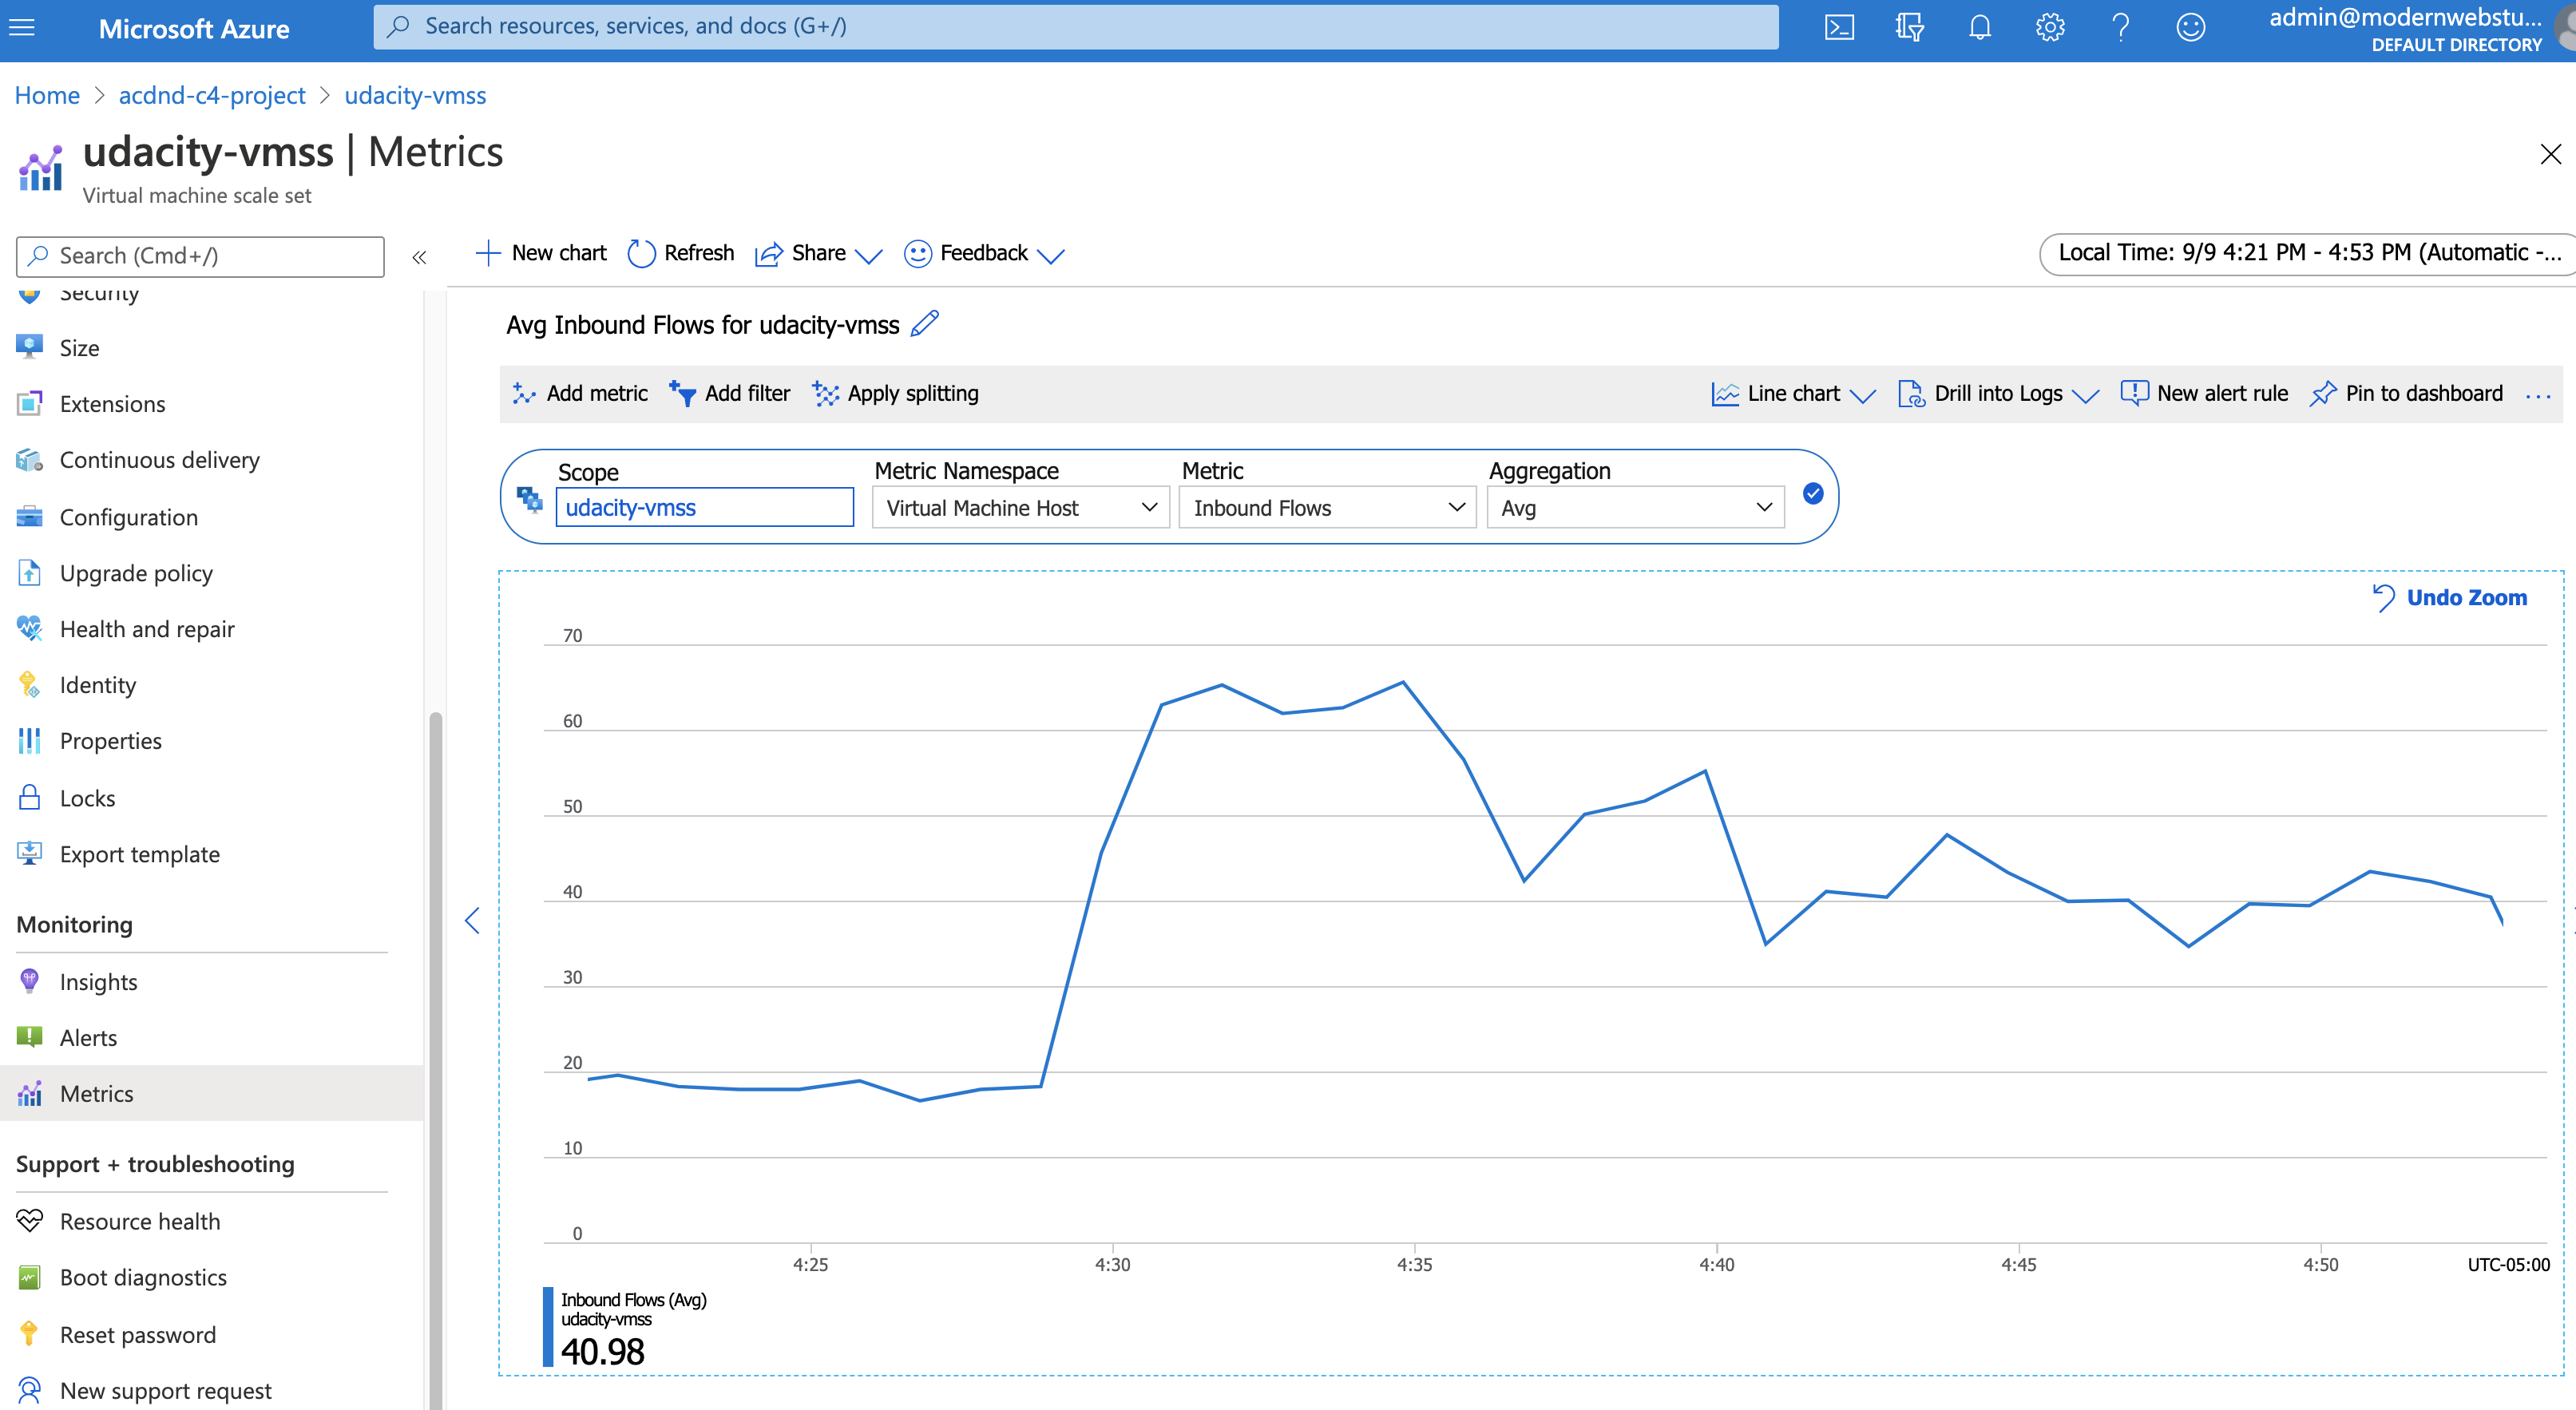 Microsoft Azure
Search resources, services, and docs (G+/)
admin@modernwebstu...
DEFAULT DIRECTORY
Home > acdnd-c4-project > udacity-vmss
udacity-vmss | Metrics
Virtual machine scale set
Search (Cmd+/)
«
New chart
Refresh
Share
Feedback
Local Time: 9/9 4:21 PM - 4:53 PM (Automatic -...
Security
Size
Extensions
Continuous delivery
Configuration
Upgrade policy
Health and repair
Identity
Properties
Locks
Export template
Monitoring
Insights
Alerts
Metrics
Support + troubleshooting
Resource health
Boot diagnostics
Reset password
New support request
Avg Inbound Flows for udacity-vmss
Add metric
Add filter
Apply splitting
Line chart
Drill into Logs
New alert rule
Pin to dashboard
...
Scope
udacity-vmss
Metric Namespace
Virtual Machine Host
Metric
Inbound Flows
Aggregation
Avg
Undo Zoom
70
60
50
40
30
20
10
0
4:25
4:30
4:35
4:40
4:45
4:50
UTC-05:00
Inbound Flows (Avg)
udacity-vmss
40.98